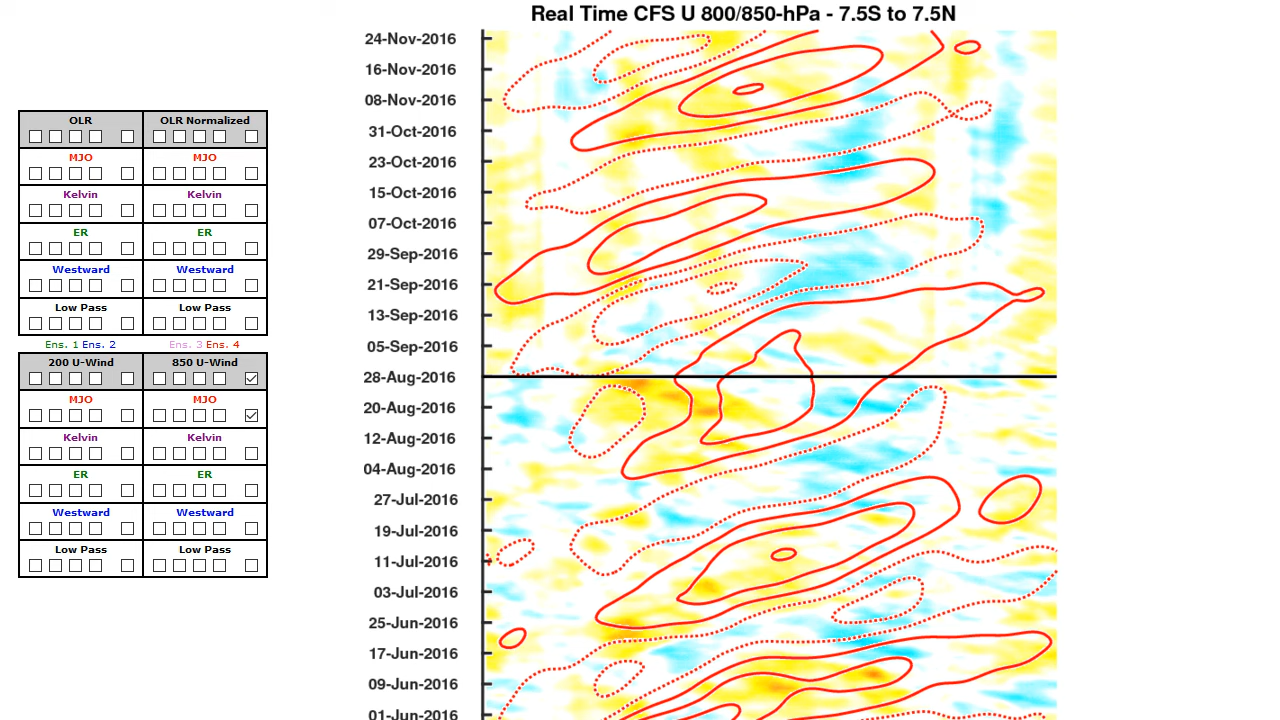 Real Time CFS U 800/850-hPa - 7.5S to 7.5N
OLR
OLR Normalized
MJO
MJO
Kelvin
Kelvin
ER
ER
Westward
Westward
Low Pass
Low Pass
Ens. 1 Ens. 2
Ens. 3 Ens. 4
200 U-Wind
850 U-Wind
MJO
MJO
Kelvin
Kelvin
ER
ER
Westward
Westward
Low Pass
Low Pass
24-Nov-2016
16-Nov-2016
08-Nov-2016
31-Oct-2016
23-Oct-2016
15-Oct-2016
07-Oct-2016
29-Sep-2016
21-Sep-2016
13-Sep-2016
05-Sep-2016
28-Aug-2016
20-Aug-2016
12-Aug-2016
04-Aug-2016
27-Jul-2016
19-Jul-2016
11-Jul-2016
03-Jul-2016
25-Jun-2016
17-Jun-2016
09-Jun-2016
01-Jun-2016